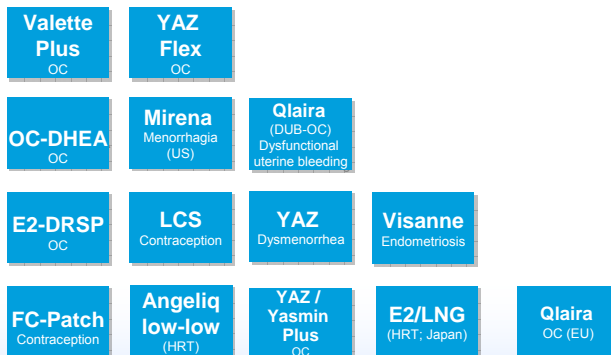 Valette
Plus
OC
YAZ
Flex
OC
OC-DHEA
OC
Mirena
Menorrhagia
(US)
Qlaira
(DUB-OC)
Dysfunctional
uterine bleeding
E2-DRSP
OC
LCS
Contraception
YAZ
Dysmenorrhea
Visanne
Endometriosis
FC-Patch
Contraception
Angeliq
low-low
(HRT)
YAZ /
Yasmin
Plus
OC
E2/LNG
(HRT; Japan)
Qlaira
OC (EU)